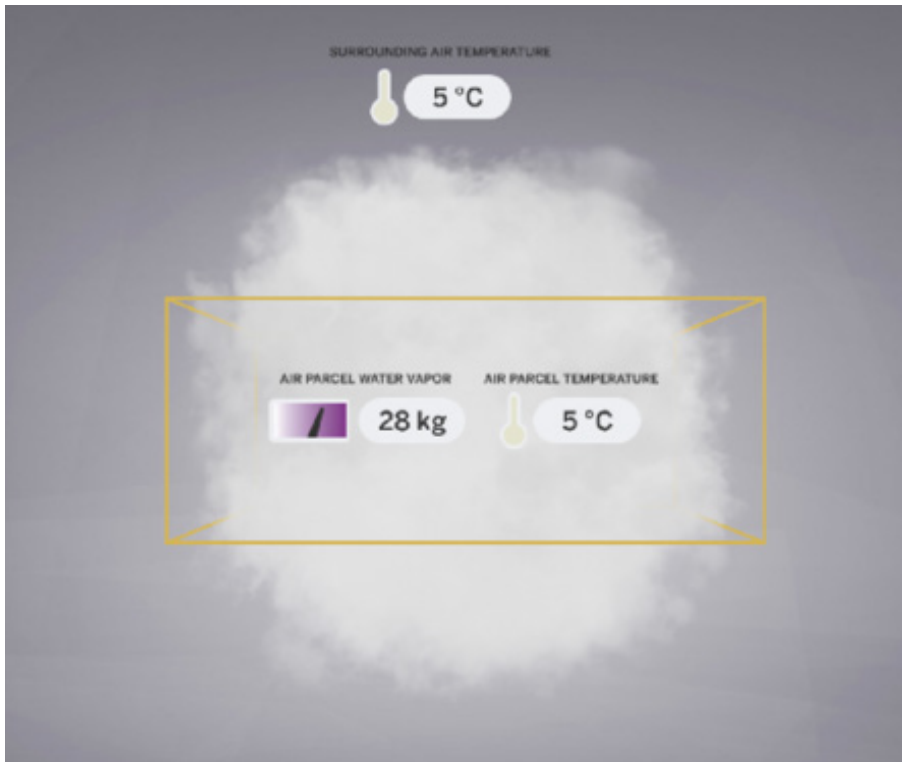 SURROUNDING AIR TEMPERATURE
5 °C
AIR PARCEL WATER VAPOR
AIR PARCEL TEMPERATURE
28 kg
5 °C